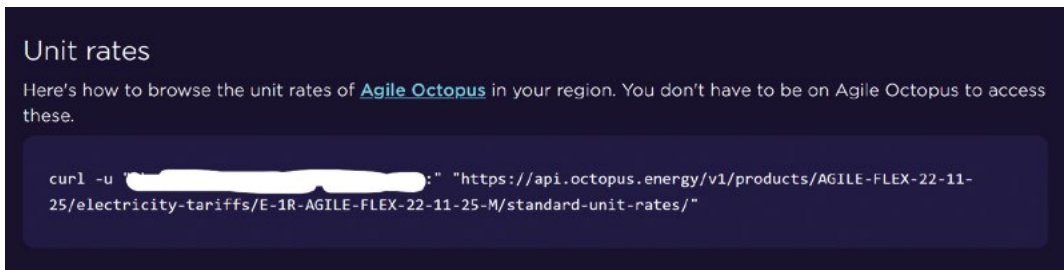 Unit rates
Here's how to browse the unit rates of Agile Octopus in your region. You don't have to be on Agile Octopus to access
these.
curl -u ":" "https://api.octopus.energy/v1/products/AGILE-FLEX-22-11-
25/electricity-tariffs/E-1R-AGILE-FLEX-22-11-25-M/standard-unit-rates/"